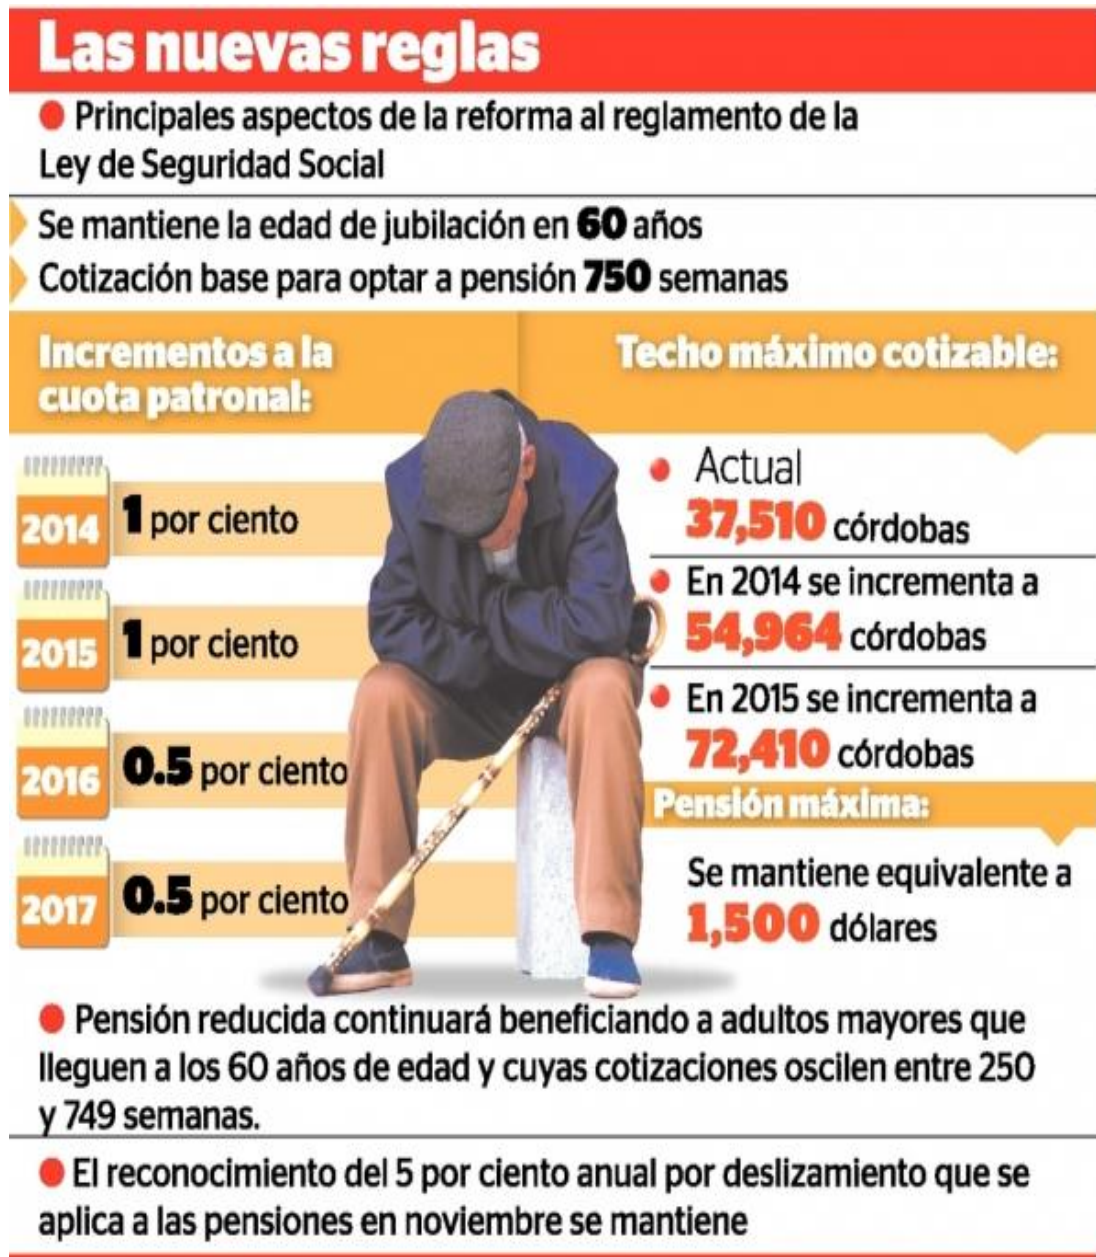 Las nuevas reglas
Principales aspectos de la reforma al reglamento de la
Ley de Seguridad Social
Se mantiene la edad de jubilación en 60 años
Cotización base para optar a pensión 750 semanas
Incrementos a la
cuota patronal:
2014 1 por ciento
2015 1 por ciento
2016 0.5 por ciento
2017 0.5 por ciento
Techo máximo cotizable:
Actual
37,510 córdobas
En 2014 se incrementa a
54,964 córdobas
En 2015 se incrementa a
72,410 córdobas
Pensión máxima:
Se mantiene equivalente a
1,500 dólares
Pensión reducida continuará beneficiando a adultos mayores que
lleguen a los 60 años de edad y cuyas cotizaciones oscilen entre 250
y 749 semanas.
El reconocimiento del 5 por ciento anual por deslizamiento que se
aplica a las pensiones en noviembre se mantiene